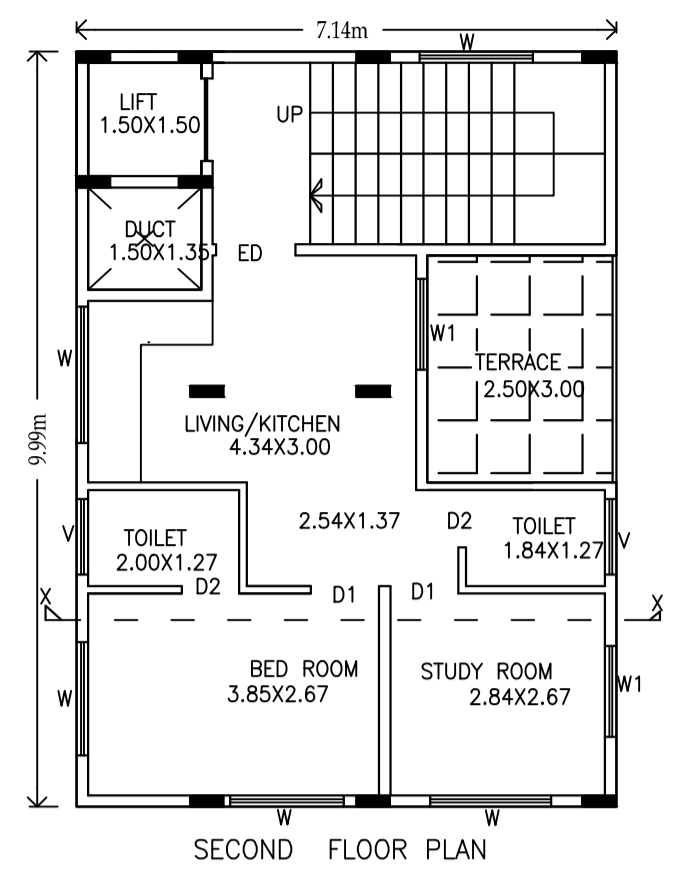 7.14m
W
LIFT
1.50X1.50
UP
DUCT
1.50X1.35
ED
W1
W
TERRACE
2.50X3.00
9.99m
LIVING/KITCHEN
4.34X3.00
2.54X1.37
D2
V
TOILET
2.00X1.27
TOILET
1.84X1.27
V
D2
D1
D1
X
X
BED ROOM
3.85X2.67
STUDY ROOM
2.84X2.67
W
W1
W
W
SECOND FLOOR PLAN